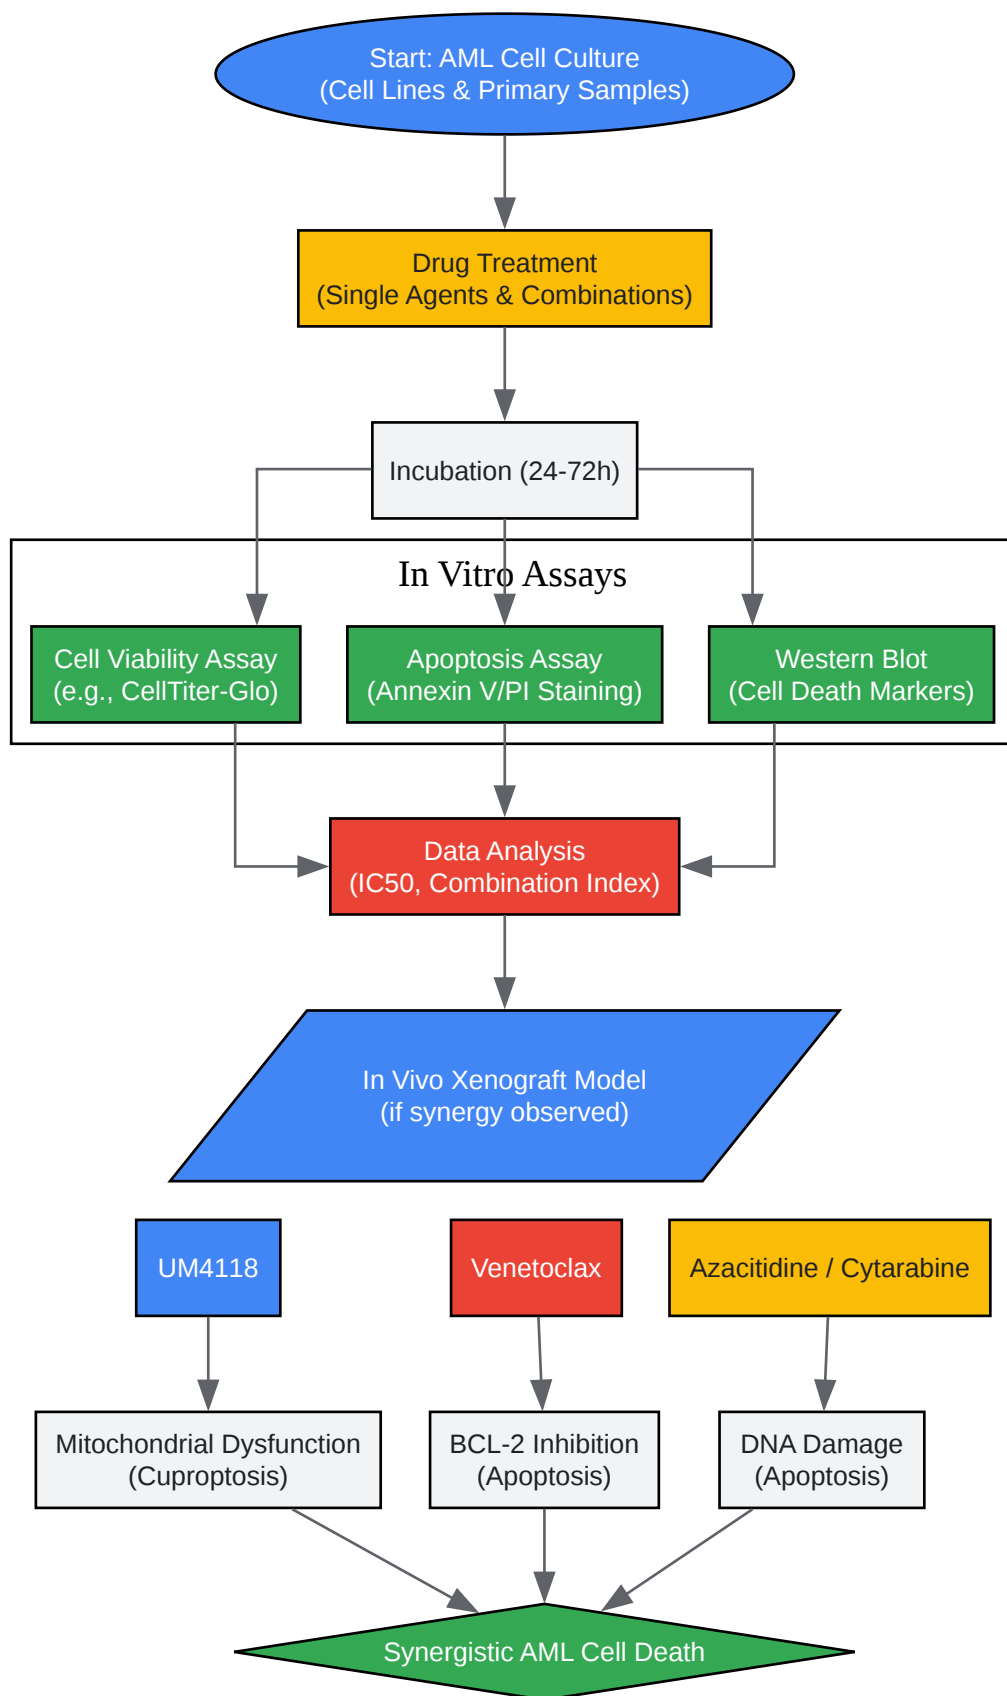 Start: AML Cell Culture
(Cell Lines & Primary Samples)
Drug Treatment
(Single Agents & Combinations)
Incubation (24-72h)
In Vitro Assays
Cell Viability Assay
(e.g., CellTiter-Glo)
Apoptosis Assay
(Annexin V/PI Staining)
Western Blot
(Cell Death Markers)
Data Analysis
(IC50, Combination Index)
In Vivo Xenograft Model
(if synergy observed)
UM4118
Venetoclax
Azacitidine / Cytarabine
Mitochondrial Dysfunction
(Cuproptosis)
BCL-2 Inhibition
(Apoptosis)
DNA Damage
(Apoptosis)
Synergistic AML Cell Death